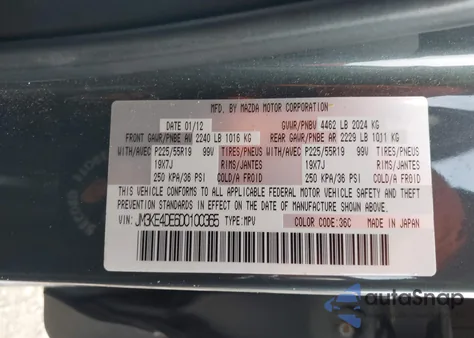 MFD. BY MAZDA MOTOR CORPORATION
DATE 01/12 GVWR/PNBV 4462 LB 2024 KG
FRONT GAWR/PNBE AV 2240 LB 1016 KG REAR GAWR/PNBE AR 2229 LB 1011 KG
WITH/AVEC P225/55R19 99V TIRES/PNEUS WITH/AVEC P225/55R19 99V TIRES/PNEUS
19X7J RIMS/JANTES 19X7J RIMS/JANTES
250 KPA/36 PSI COLD/A FROID 250 KPA/36 PSI COLD/A FROID
THIS VEHICLE CONFORMS TO ALL APPLICABLE FEDERAL MOTOR VEHICLE SAFETY AND THEFT
PREVENTION STANDARDS IN EFFECT ON THE DATE OF MANUFACTURE SHOWN ABOVE.
VIN: JM3KE4DE6D0100365 TYPE:MPV COLOR CODE:36C MADE IN JAPAN
autoSnap